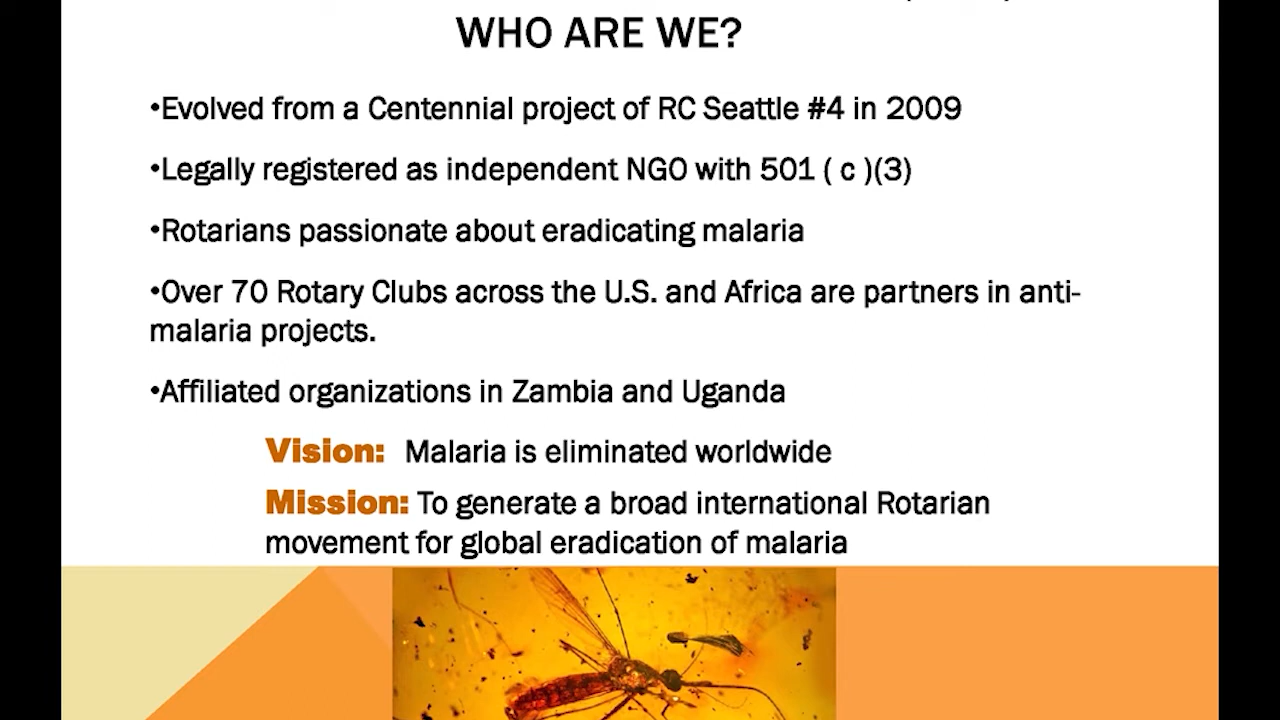 WHO ARE WE?
•Evolved from a Centennial project of RC Seattle #4 in 2009
•Legally registered as independent NGO with 501 ( c )(3)
•Rotarians passionate about eradicating malaria
•Over 70 Rotary Clubs across the U.S. and Africa are partners in anti-
malaria projects.
•Affiliated organizations in Zambia and Uganda
Vision: Malaria is eliminated worldwide
Mission: To generate a broad international Rotarian
movement for global eradication of malaria